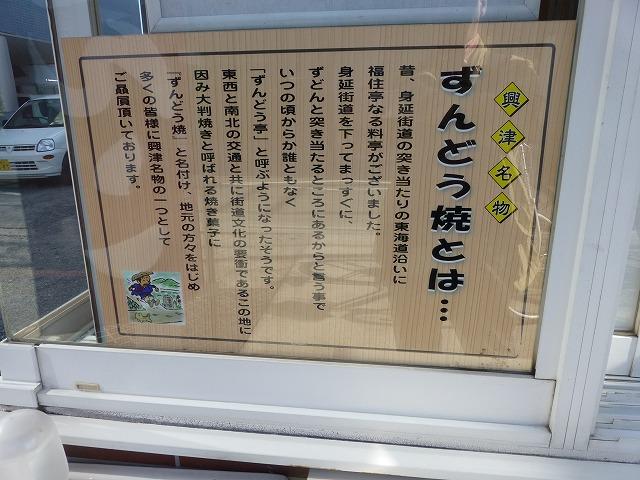 興津名物
ずんどう焼とは…
昔、身延街道の突き当たりの東海道沿いに
福住亭なる料亭がございました。
身延街道を下ってまっすぐに、
ずどんと突き当たるところにあるからと言う事で
いつの頃からか誰ともなく
「ずんどう亭」と呼ぶようになったそうです。
東西と南北の交通と共に街道文化の要衝であるこの地に
因み大判焼きと呼ばれる焼き菓子に
『ずんどう焼』と名付け、地元の方々をはじめ
多くの皆様に興津名物の一つとして
ご贔屓頂いております。